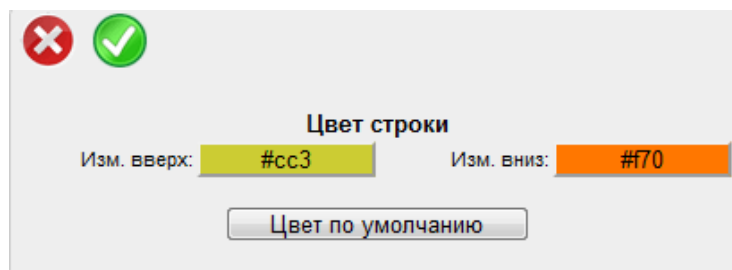 Цвет строки
Изм. вверх: #cc3 Изм. вниз: #f70
Цвет по умолчанию